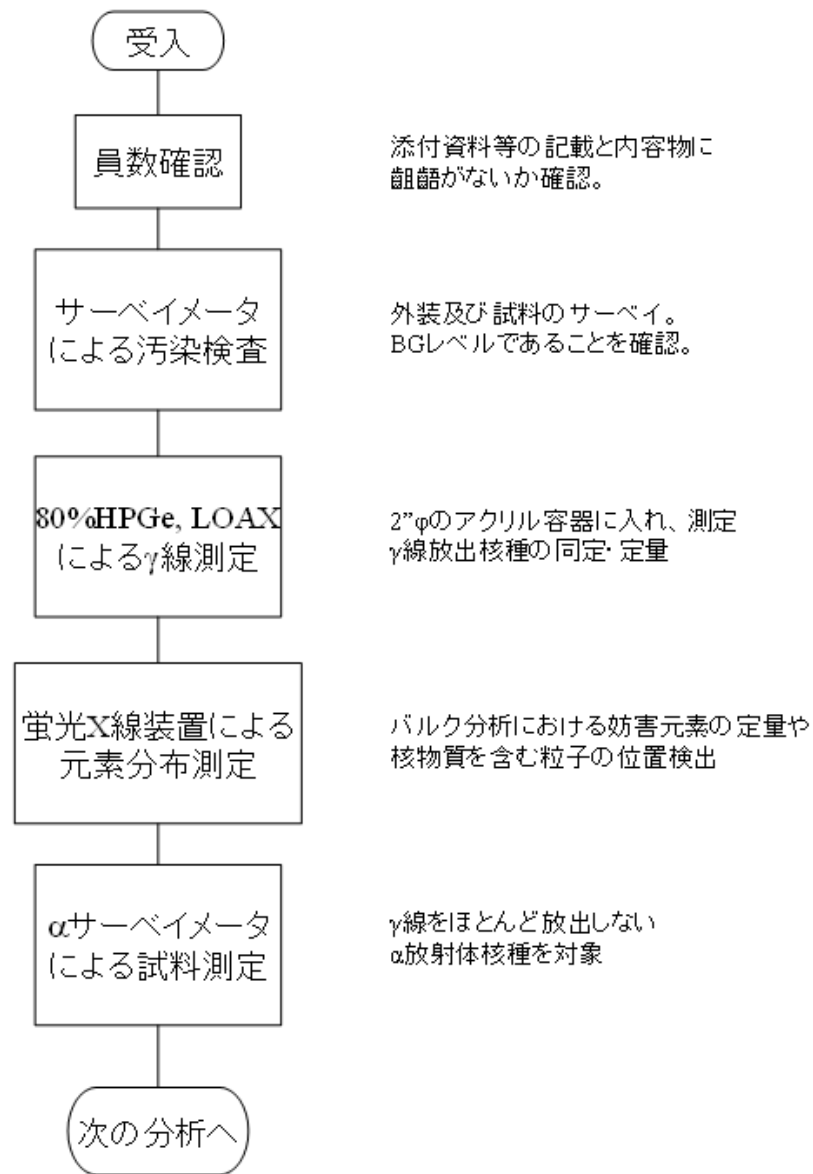 受入
員数確認
添付資料等の記載と内容物に
齟齬がないか確認。
サーベイメータ
による汚染検査
外装及び試料のサーベイ。
BGレベルであることを確認。
80%HPGe, LOAX
によるγ線測定
2”φのアクリル容器に入れ、測定
γ線放出核種の同定・定量
蛍光X線装置による
元素分布測定
バルク分析における妨害元素の定量や
核物質を含む粒子の位置検出
αサーベイメータ
による試料測定
γ線をほとんど放出しない
α放射体核種を対象
次の分析へ